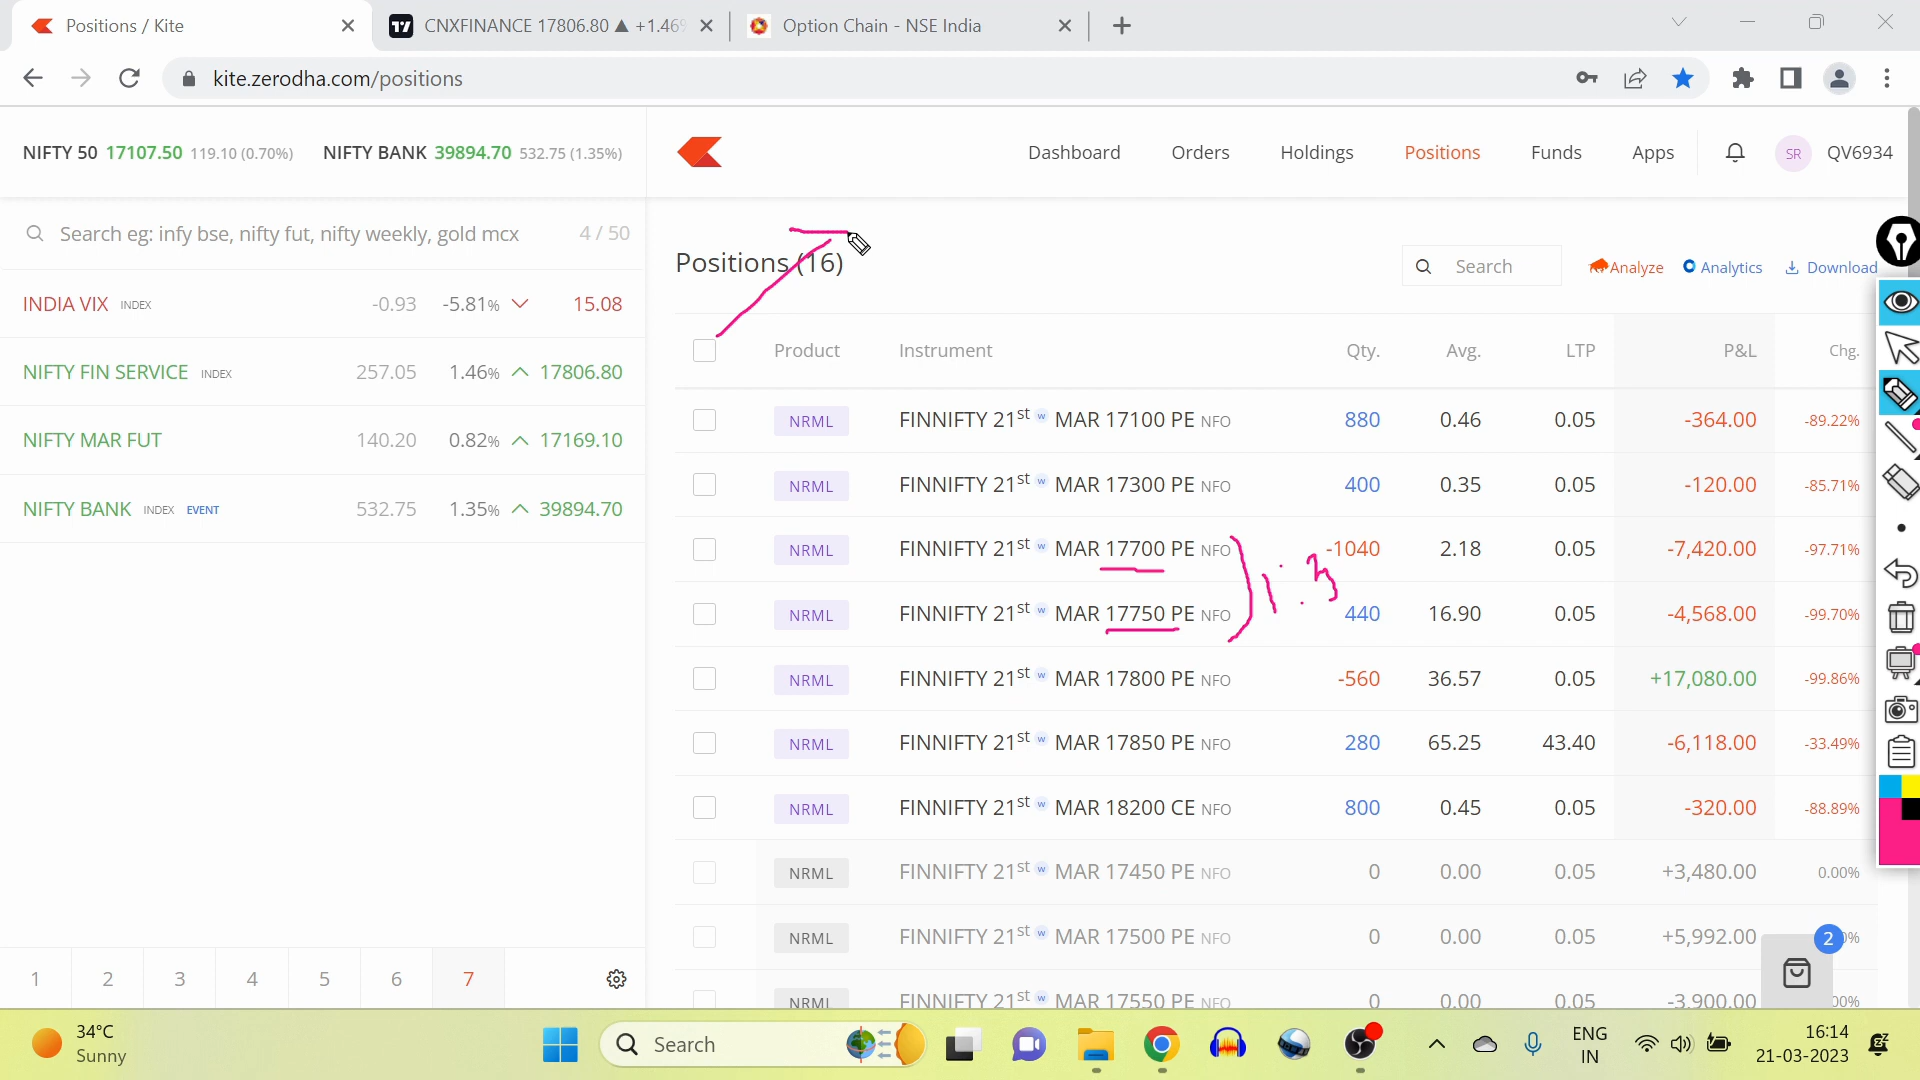 Positions / Kite
CNXFINANCE 17806.80 ▲ +1.46%
Option Chain - NSE India
kite.zerodha.com/positions
NIFTY 50 17107.50 119.10 (0.70%) NIFTY BANK 39894.70 532.75 (1.35%)
Dashboard Orders Holdings Positions Funds Apps SR QV6934
Search eg: infy bse, nifty fut, nifty weekly, gold mcx 4 / 50
INDIA VIX INDEX -0.93 -5.81% 15.08
NIFTY FIN SERVICE INDEX 257.05 1.46% 17806.80
NIFTY MAR FUT 140.20 0.82% 17169.10
NIFTY BANK INDEX EVENT 532.75 1.35% 39894.70
1 2 3 4 5 6 7
Positions (16)
Search Analyze Analytics Download
Product Instrument Qty. Avg. LTP P&L Chg.
NRML FINNIFTY 21st w MAR 17100 PE NFO 880 0.46 0.05 -364.00 -89.22%
NRML FINNIFTY 21st w MAR 17300 PE NFO 400 0.35 0.05 -120.00 -85.71%
NRML FINNIFTY 21st w MAR 17700 PE NFO -1040 2.18 0.05 -7,420.00 -97.71%
1:3
NRML FINNIFTY 21st w MAR 17750 PE NFO 440 16.90 0.05 -4,568.00 -99.70%
NRML FINNIFTY 21st w MAR 17800 PE NFO -560 36.57 0.05 +17,080.00 -99.86%
NRML FINNIFTY 21st w MAR 17850 PE NFO 280 65.25 43.40 -6,118.00 -33.49%
NRML FINNIFTY 21st w MAR 18200 CE NFO 800 0.45 0.05 -320.00 -88.89%
NRML FINNIFTY 21st w MAR 17450 PE NFO 0 0.00 0.05 +3,480.00 0.00%
NRML FINNIFTY 21st w MAR 17500 PE NFO 0 0.00 0.05 +5,992.00 %
2
NRML FINNIFTY 21st w MAR 17550 PE NFO 0 0.00 0.05 -3,900.00 00%
34°C
Sunny
Search
ENG
IN
16:14
21-03-2023